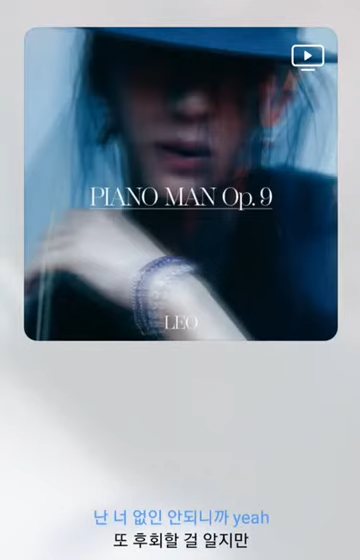 PIANO MAN Op. 9
LEO
난 너 없인 안되니까 yeah
또 후회할 걸 알지만